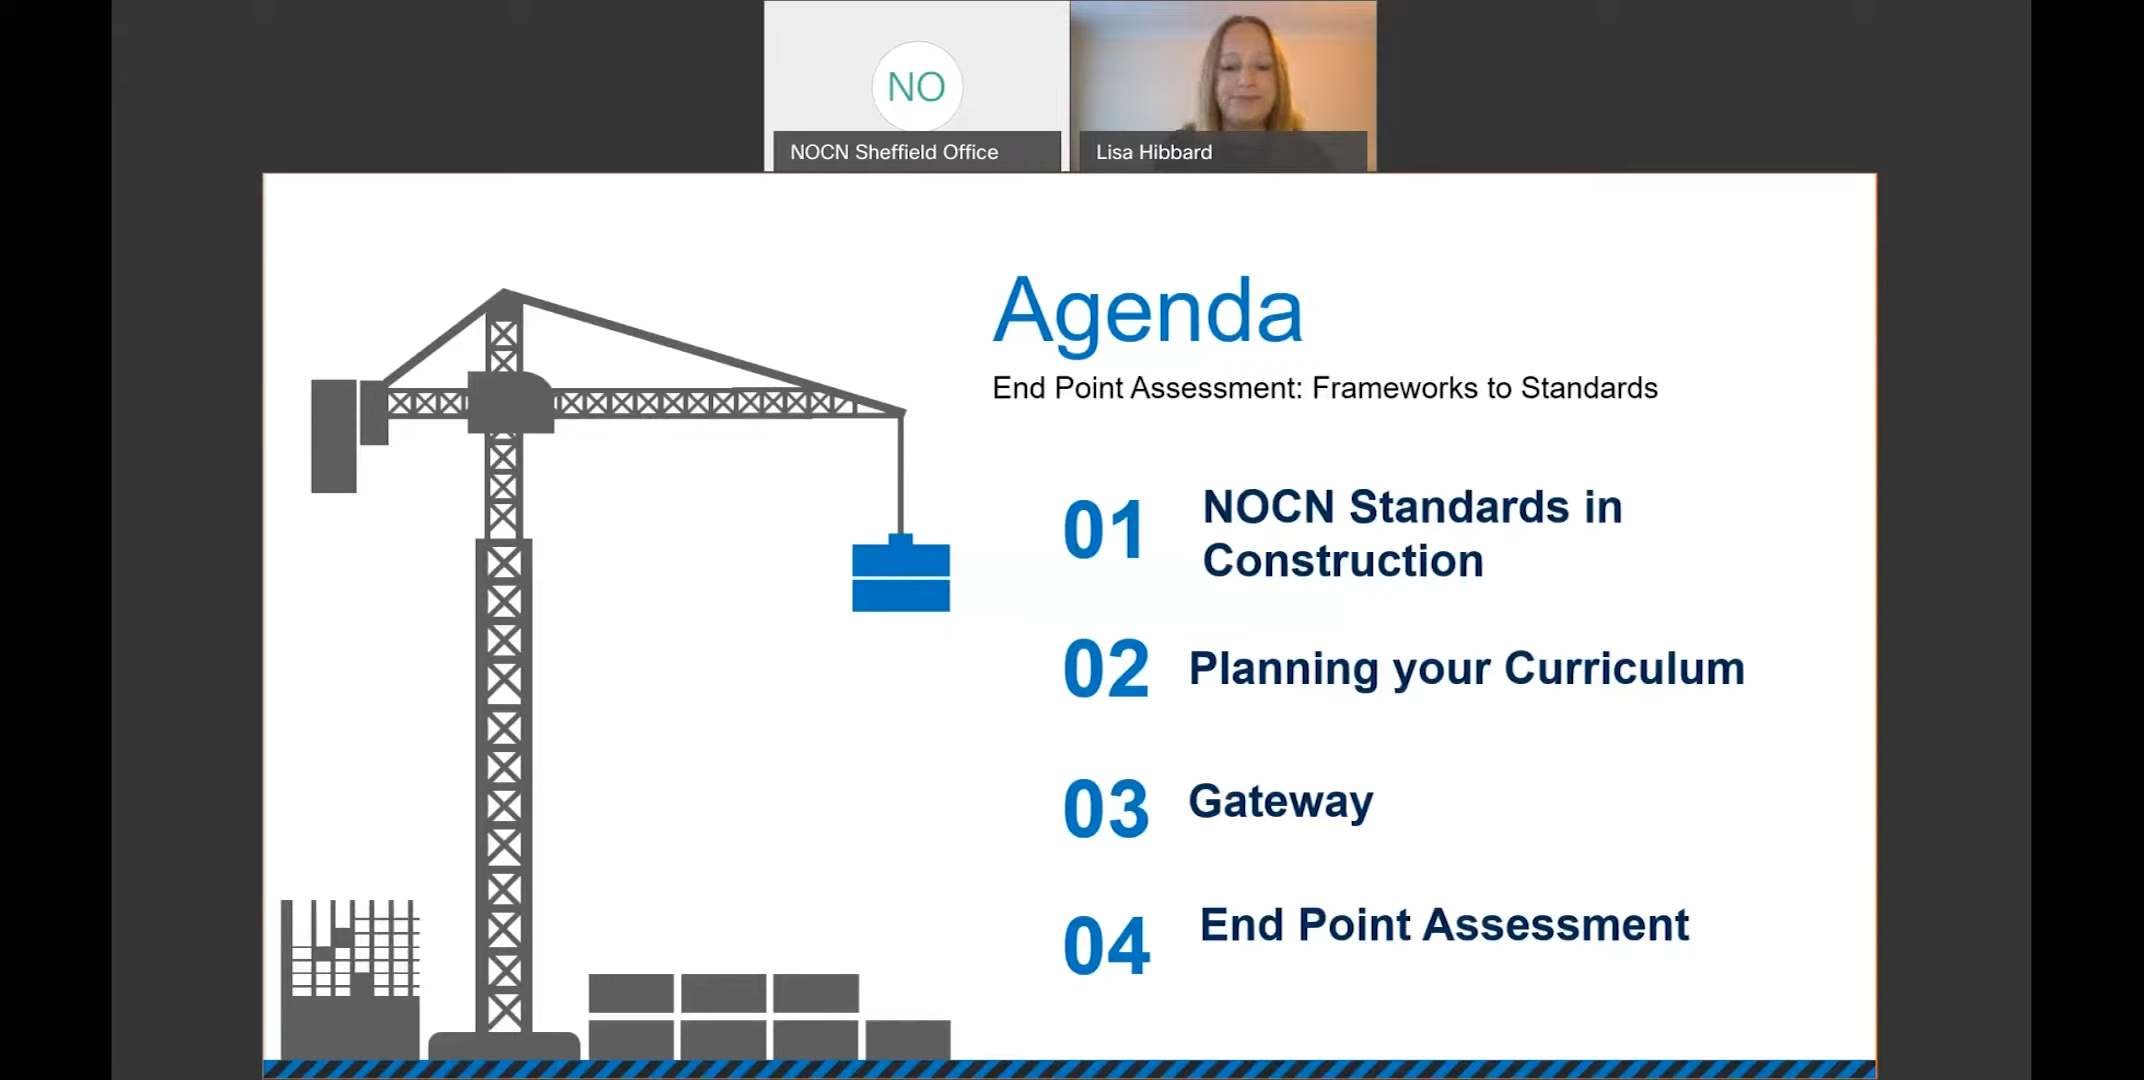 NO
NOCN Sheffield Office
Lisa Hibbard
Agenda
End Point Assessment: Frameworks to Standards
01
NOCN Standards in
Construction
02
Planning your Curriculum
03
Gateway
04
End Point Assessment